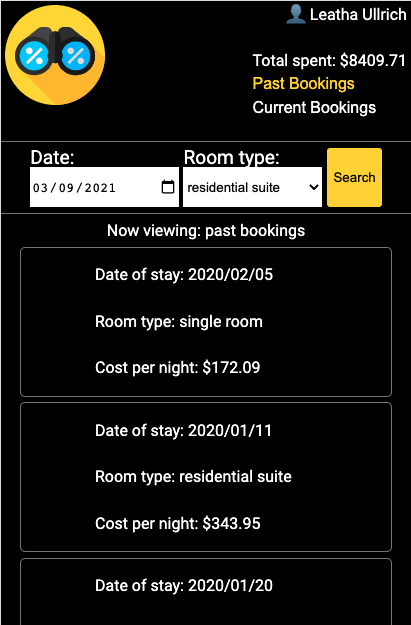 Leatha Ullrich
Total spent: $8409.71
Past Bookings
Current Bookings
Date:
Room type:
03/09/2021
residential suite
Search
Now viewing: past bookings
Date of stay: 2020/02/05
Room type: single room
Cost per night: $172.09
Date of stay: 2020/01/11
Room type: residential suite
Cost per night: $343.95
Date of stay: 2020/01/20